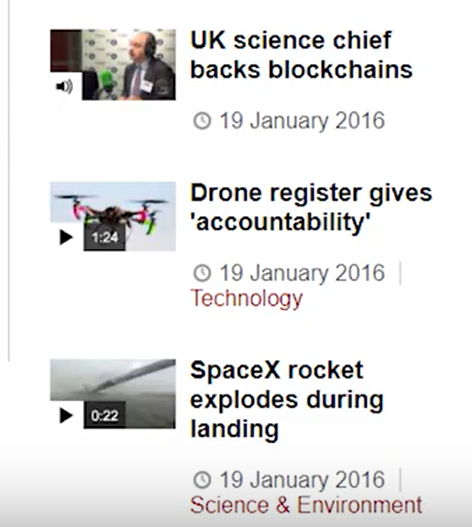 UK science chief
backs blockchains
19 January 2016
Drone register gives
'accountability'
1:24
19 January 2016
Technology
SpaceX rocket
explodes during
landing
0:22
19 January 2016
Science & Environment